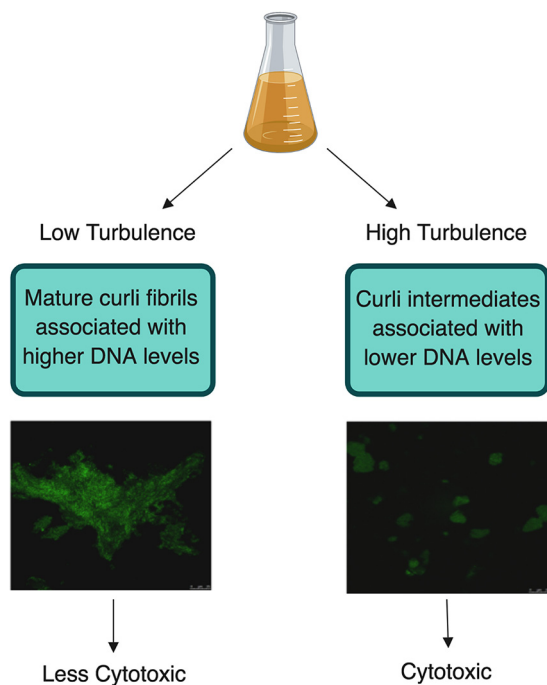 Low Turbulence
High Turbulence
Mature curli fibrils
associated with
higher DNA levels
Curli intermediates
associated with
lower DNA levels
Less Cytotoxic
Cytotoxic